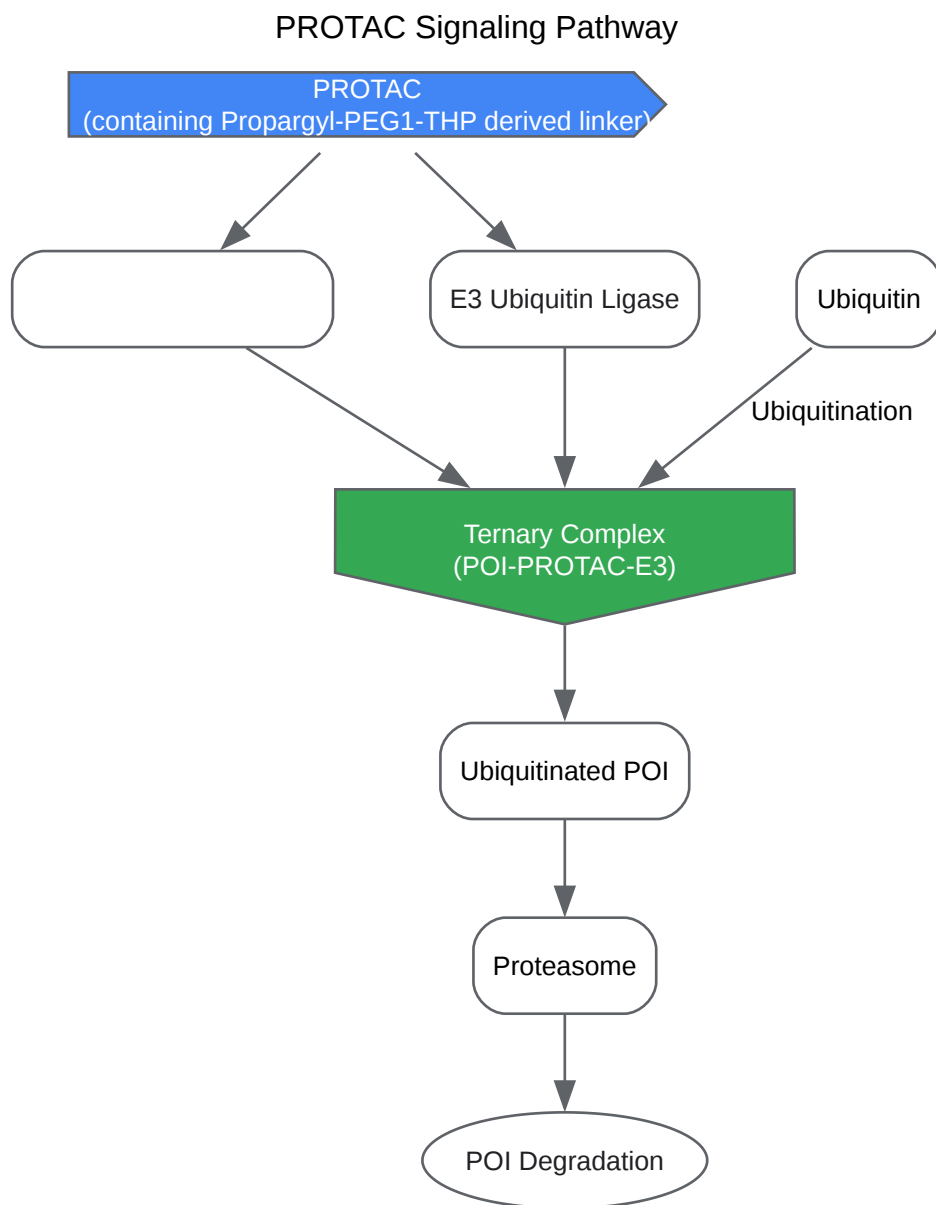 PROTAC Signaling Pathway
PROTAC
(containing Propargyl-PEG1-THP derived linker)
E3 Ubiquitin Ligase
Ubiquitin
Ubiquitination
Ternary Complex
(POI-PROTAC-E3)
Ubiquitinated POI
Proteasome
POI Degradation